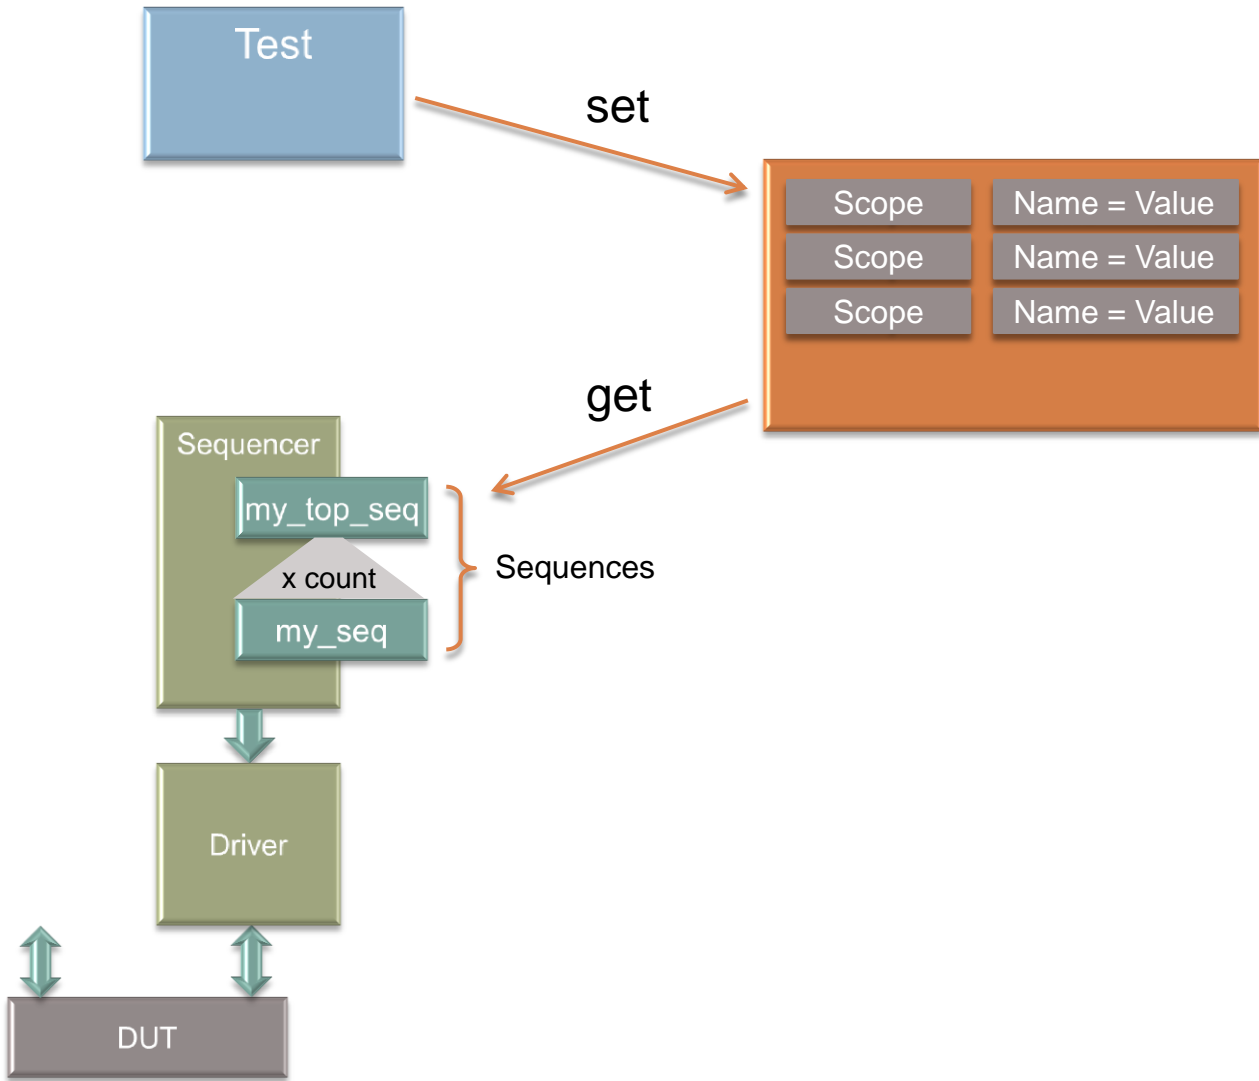 Test
set
Scope Name = Value
Scope Name = Value
Scope Name = Value
get
Sequencer
my_top_seq
x count
Sequences
my_seq
Driver
DUT